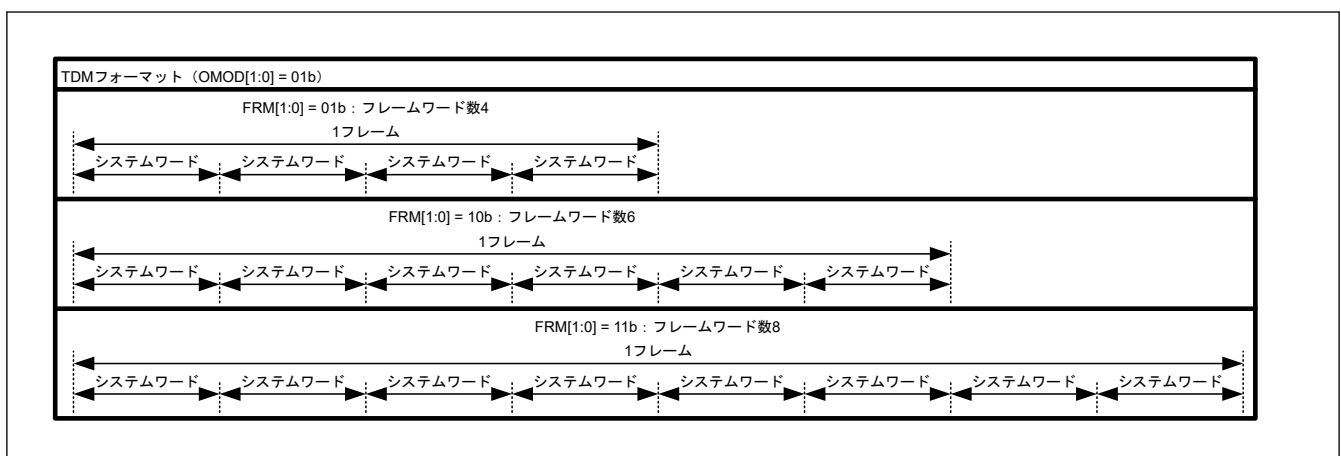 TDMフォーマット（OMOD[1:0] = 01b）
FRM[1:0] = 01b：フレームワード数4
1フレーム
システムワード システムワード システムワード システムワード
FRM[1:0] = 10b：フレームワード数6
1フレーム
システムワード システムワード システムワード システムワード システムワード システムワード
FRM[1:0] = 11b：フレームワード数8
1フレーム
システムワード システムワード システムワード システムワード システムワード システムワード システムワード システムワード